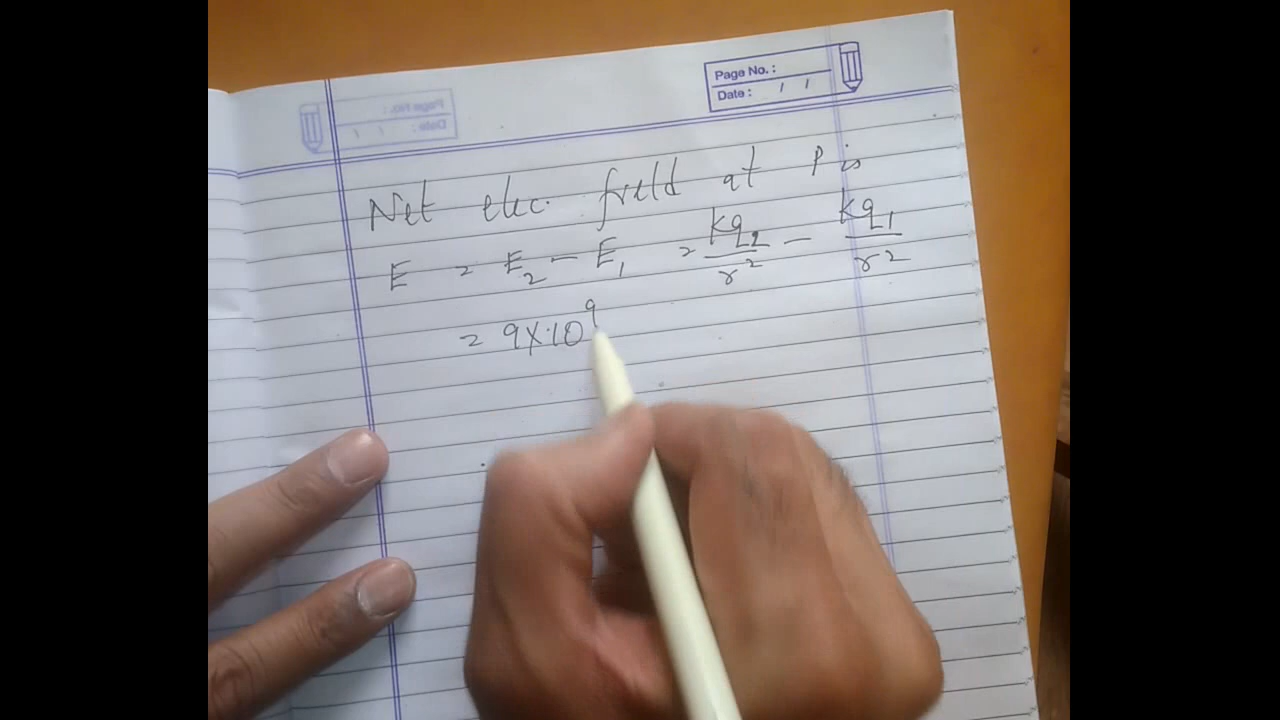 Page No. :
Date : / /
Net elec. field at P is
E = E₂ - E₁ = kq₂/r² - kq₁/r²
= 9×10⁹